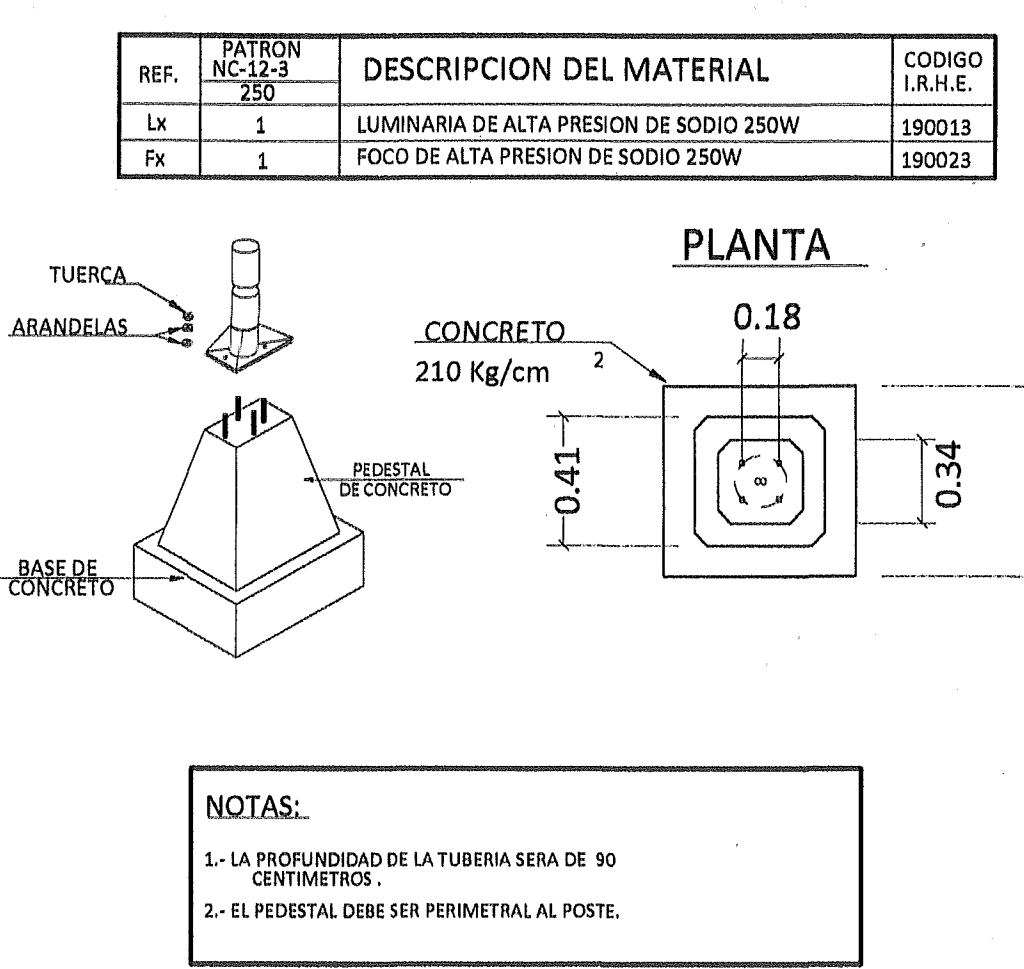 REF.
PATRON
NC-12-3
250
DESCRIPCION DEL MATERIAL
CODIGO
I.R.H.E.
Lx 1 LUMINARIA DE ALTA PRESION DE SODIO 250W 190013
Fx 1 FOCO DE ALTA PRESION DE SODIO 250W 190023
TUERCA
ARANDELAS
PEDESTAL
DE CONCRETO
BASE DE
CONCRETO
PLANTA
0.18
CONCRETO
210 Kg/cm 2
0.41
0.34
NOTAS:
1.- LA PROFUNDIDAD DE LA TUBERIA SERA DE 90
CENTIMETROS .
2.- EL PEDESTAL DEBE SER PERIMETRAL AL POSTE.